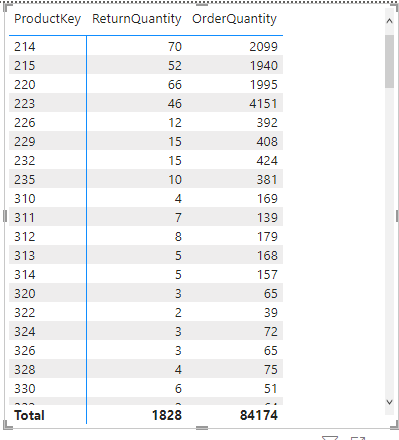 ProductKey ReturnQuantity OrderQuantity
214 70 2099
215 52 1940
220 66 1995
223 46 4151
226 12 392
229 15 408
232 15 424
235 10 381
310 4 169
311 7 139
312 8 179
313 5 168
314 5 157
320 3 65
322 2 39
324 3 72
326 3 65
328 4 75
330 6 51
Total 1828 84174